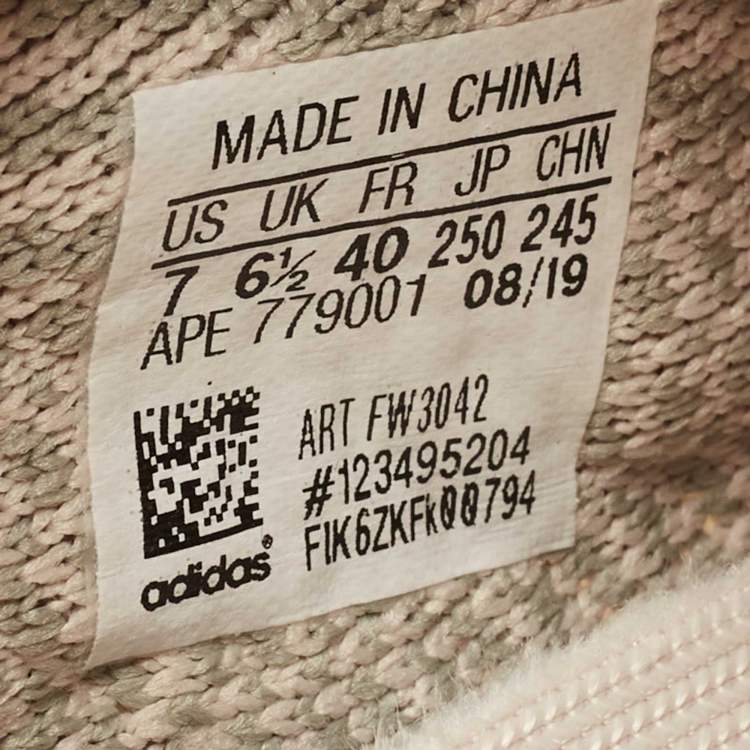 MADE IN CHINA
US UK FR JP CHN
7 6½ 40 250 245
APE 779001 08/19
ART FW3042
#123495204
F1K6ZKFk00794
adidas®